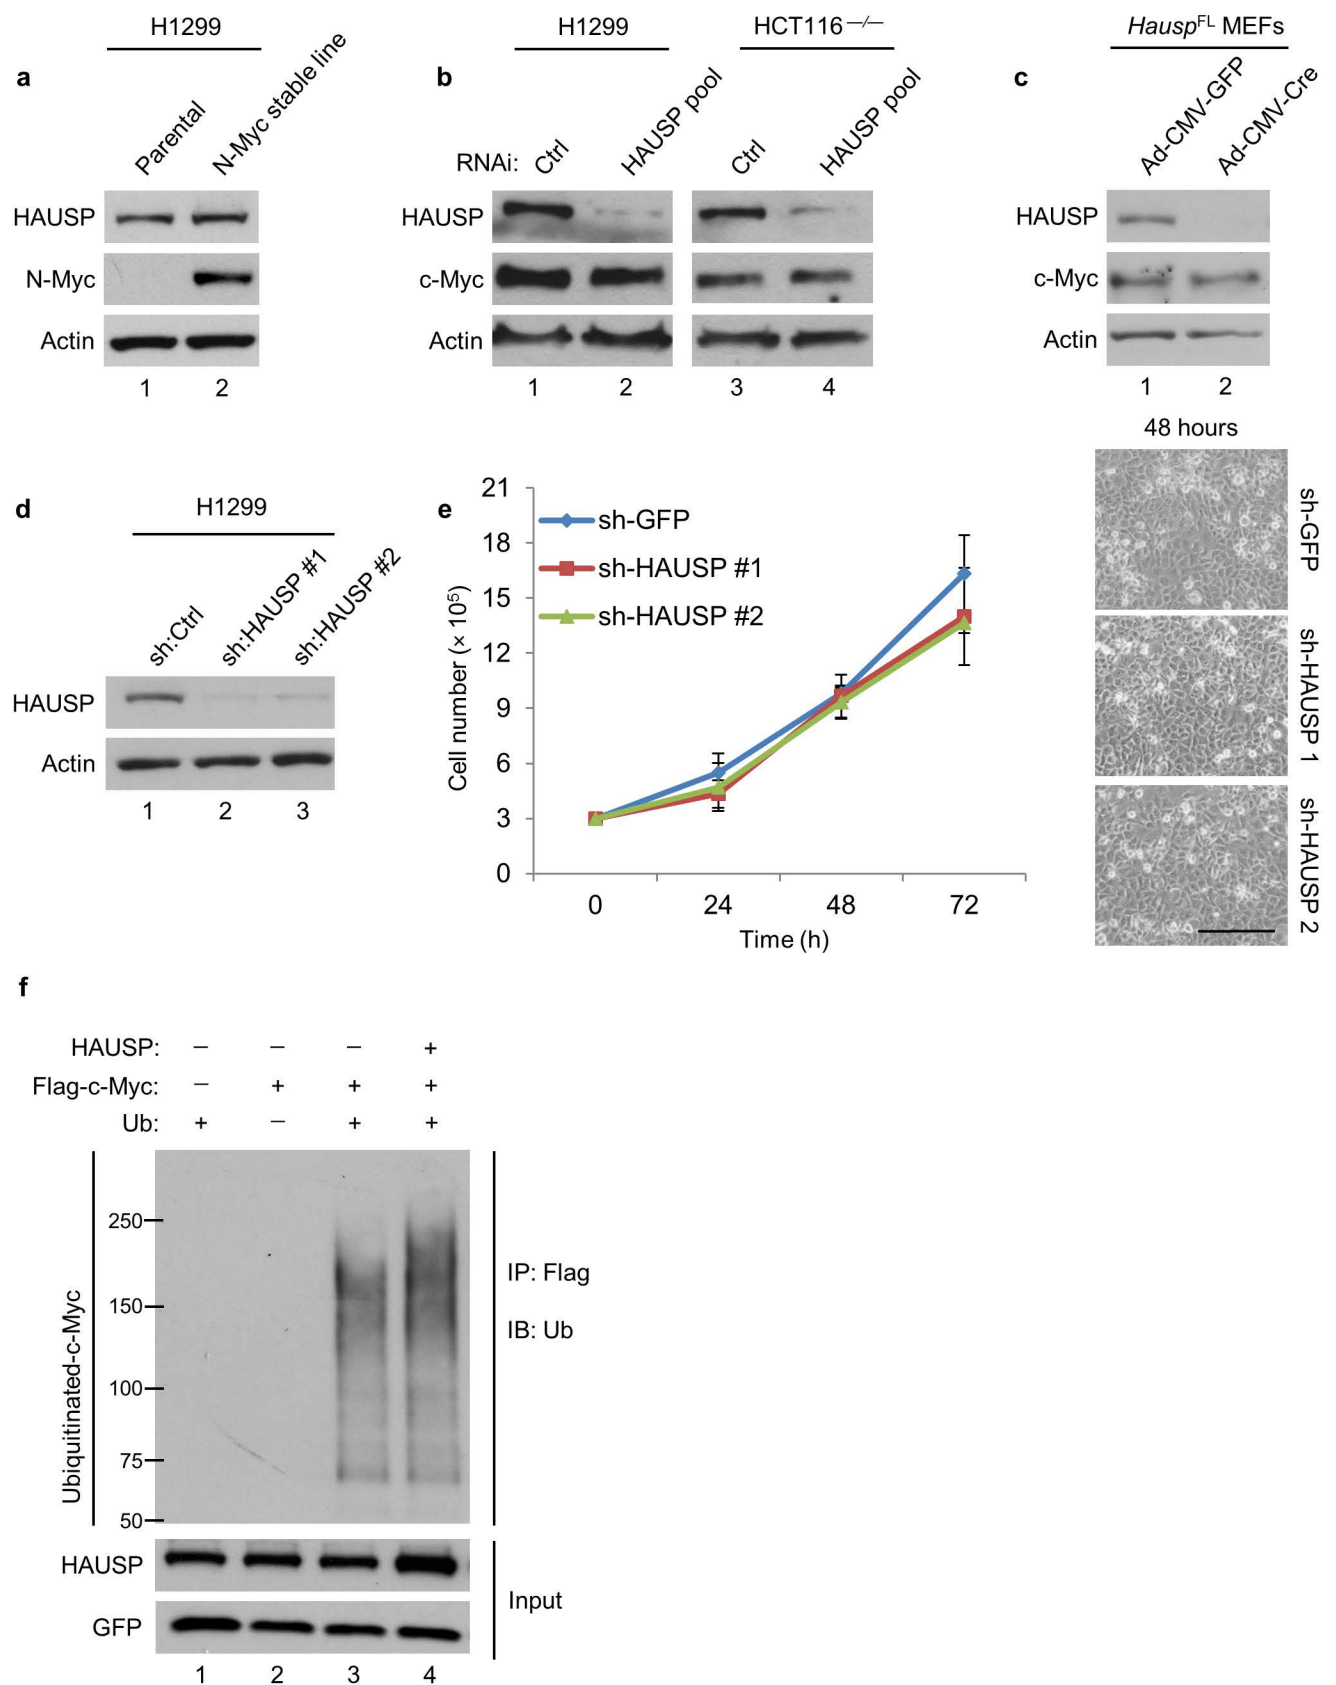 H1299
a
Parental
N-Myc stable line
HAUSP
N-Myc
Actin
1 2
H1299 HCT116 —/—
b
RNAi: Ctrl HAUSP pool Ctrl HAUSP pool
HAUSP
c-Myc
Actin
1 2 3 4
Hausp^FL MEFs
c
Ad-CMV-GFP
Ad-CMV-Cre
HAUSP
c-Myc
Actin
1 2
48 hours
sh-GFP
sh-HAUSP 1
sh-HAUSP 2
d
H1299
sh:Ctrl
sh:HAUSP #1
sh:HAUSP #2
HAUSP
Actin
1 2 3
e
Cell number (× 10⁵)
21
18
15
12
9
6
3
0
sh-GFP
sh-HAUSP #1
sh-HAUSP #2
0 24 48 72
Time (h)
f
HAUSP: – – – +
Flag-c-Myc: – + + +
Ub: + – + +
Ubiquitinated-c-Myc
250
150
100
75
50
IP: Flag
IB: Ub
HAUSP
GFP
Input
1 2 3 4